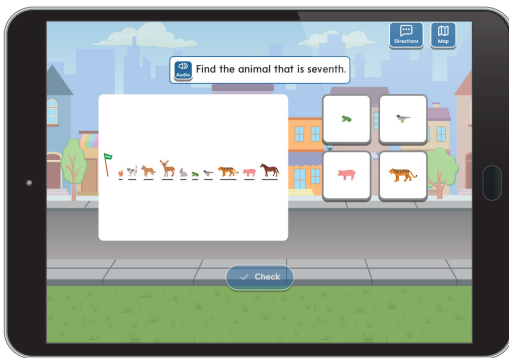 Directions
Map
Audio
Find the animal that is seventh.
✓ Check